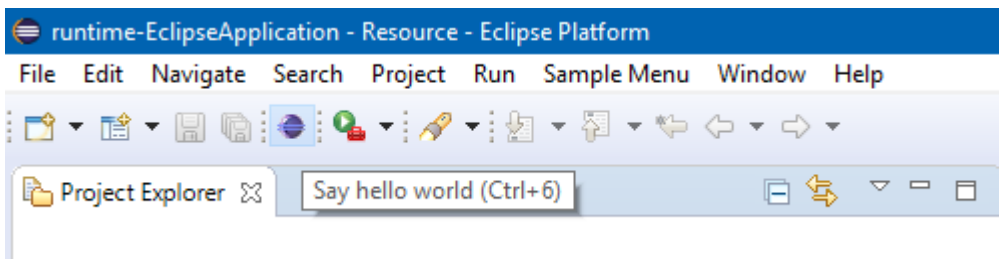 runtime-EclipseApplication - Resource - Eclipse Platform
File Edit Navigate Search Project Run Sample Menu Window Help
Project Explorer Say hello world (Ctrl+6)